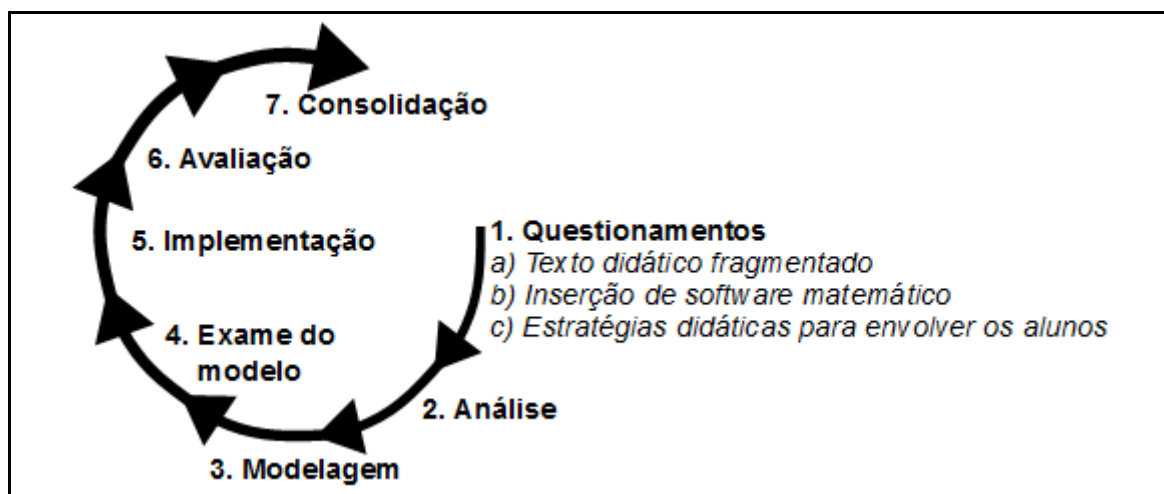 1. Questionamentos
a) Texto didático fragmentado
b) Inserção de software matemático
c) Estratégias didáticas para envolver os alunos
2. Análise
3. Modelagem
4. Exame do
modelo
5. Implementação
6. Avaliação
7. Consolidação